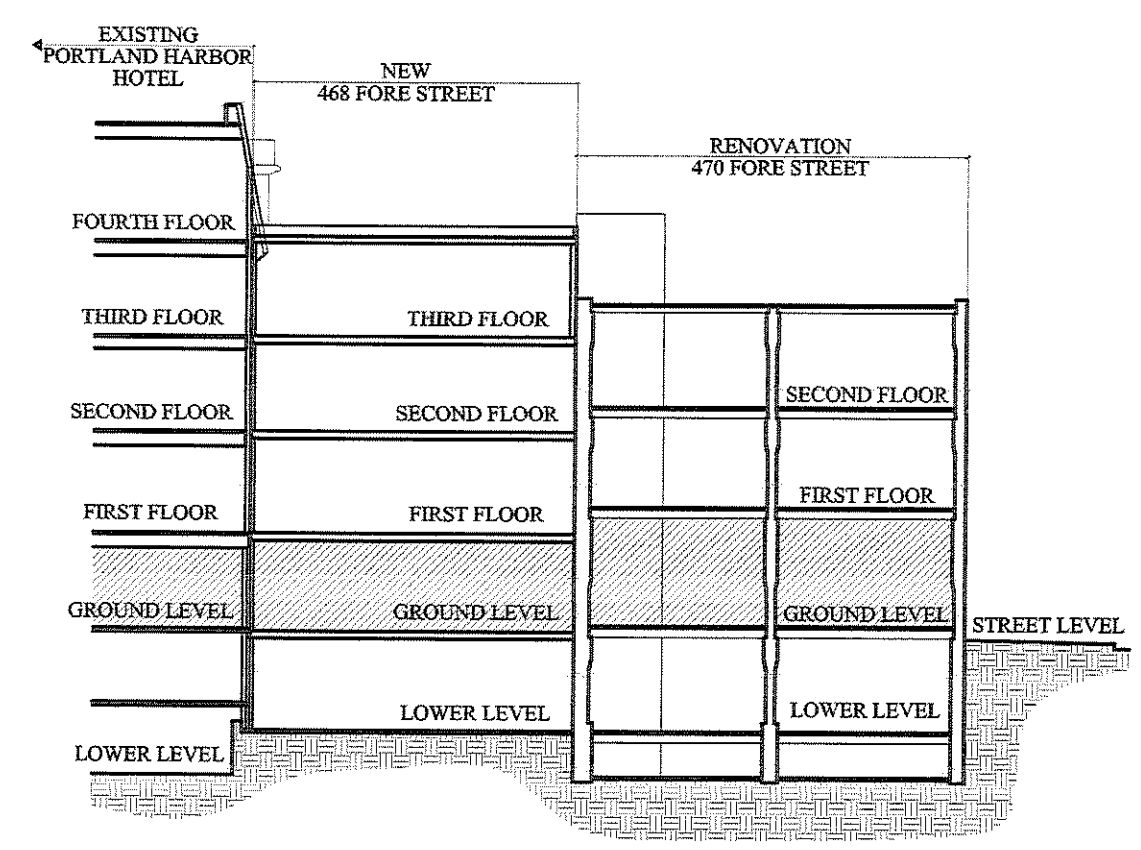 EXISTING
PORTLAND HARBOR
HOTEL
NEW
468 FORE STREET
RENOVATION
470 FORE STREET
FOURTH FLOOR
THIRD FLOOR
THIRD FLOOR
SECOND FLOOR
SECOND FLOOR
SECOND FLOOR
FIRST FLOOR
FIRST FLOOR
FIRST FLOOR
GROUND LEVEL
GROUND LEVEL
GROUND LEVEL
STREET LEVEL
LOWER LEVEL
LOWER LEVEL
LOWER LEVEL